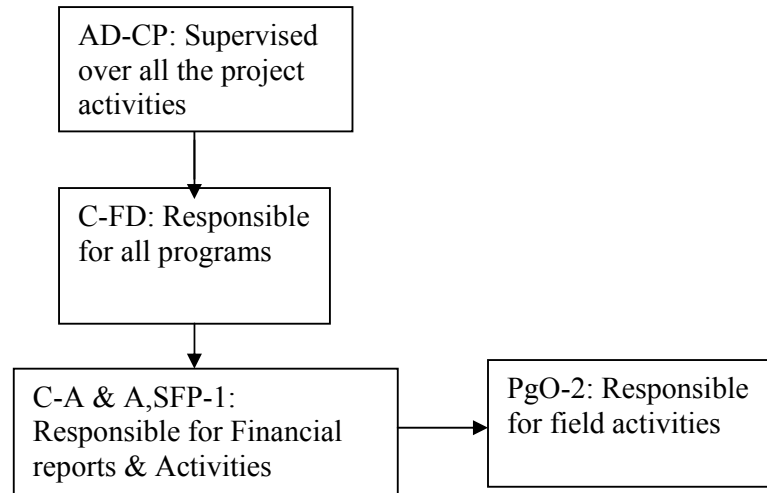 AD-CP: Supervised
over all the project
activities
C-FD: Responsible
for all programs
C-A & A,SFP-1:
Responsible for Financial
reports & Activities
PgO-2: Responsible
for field activities